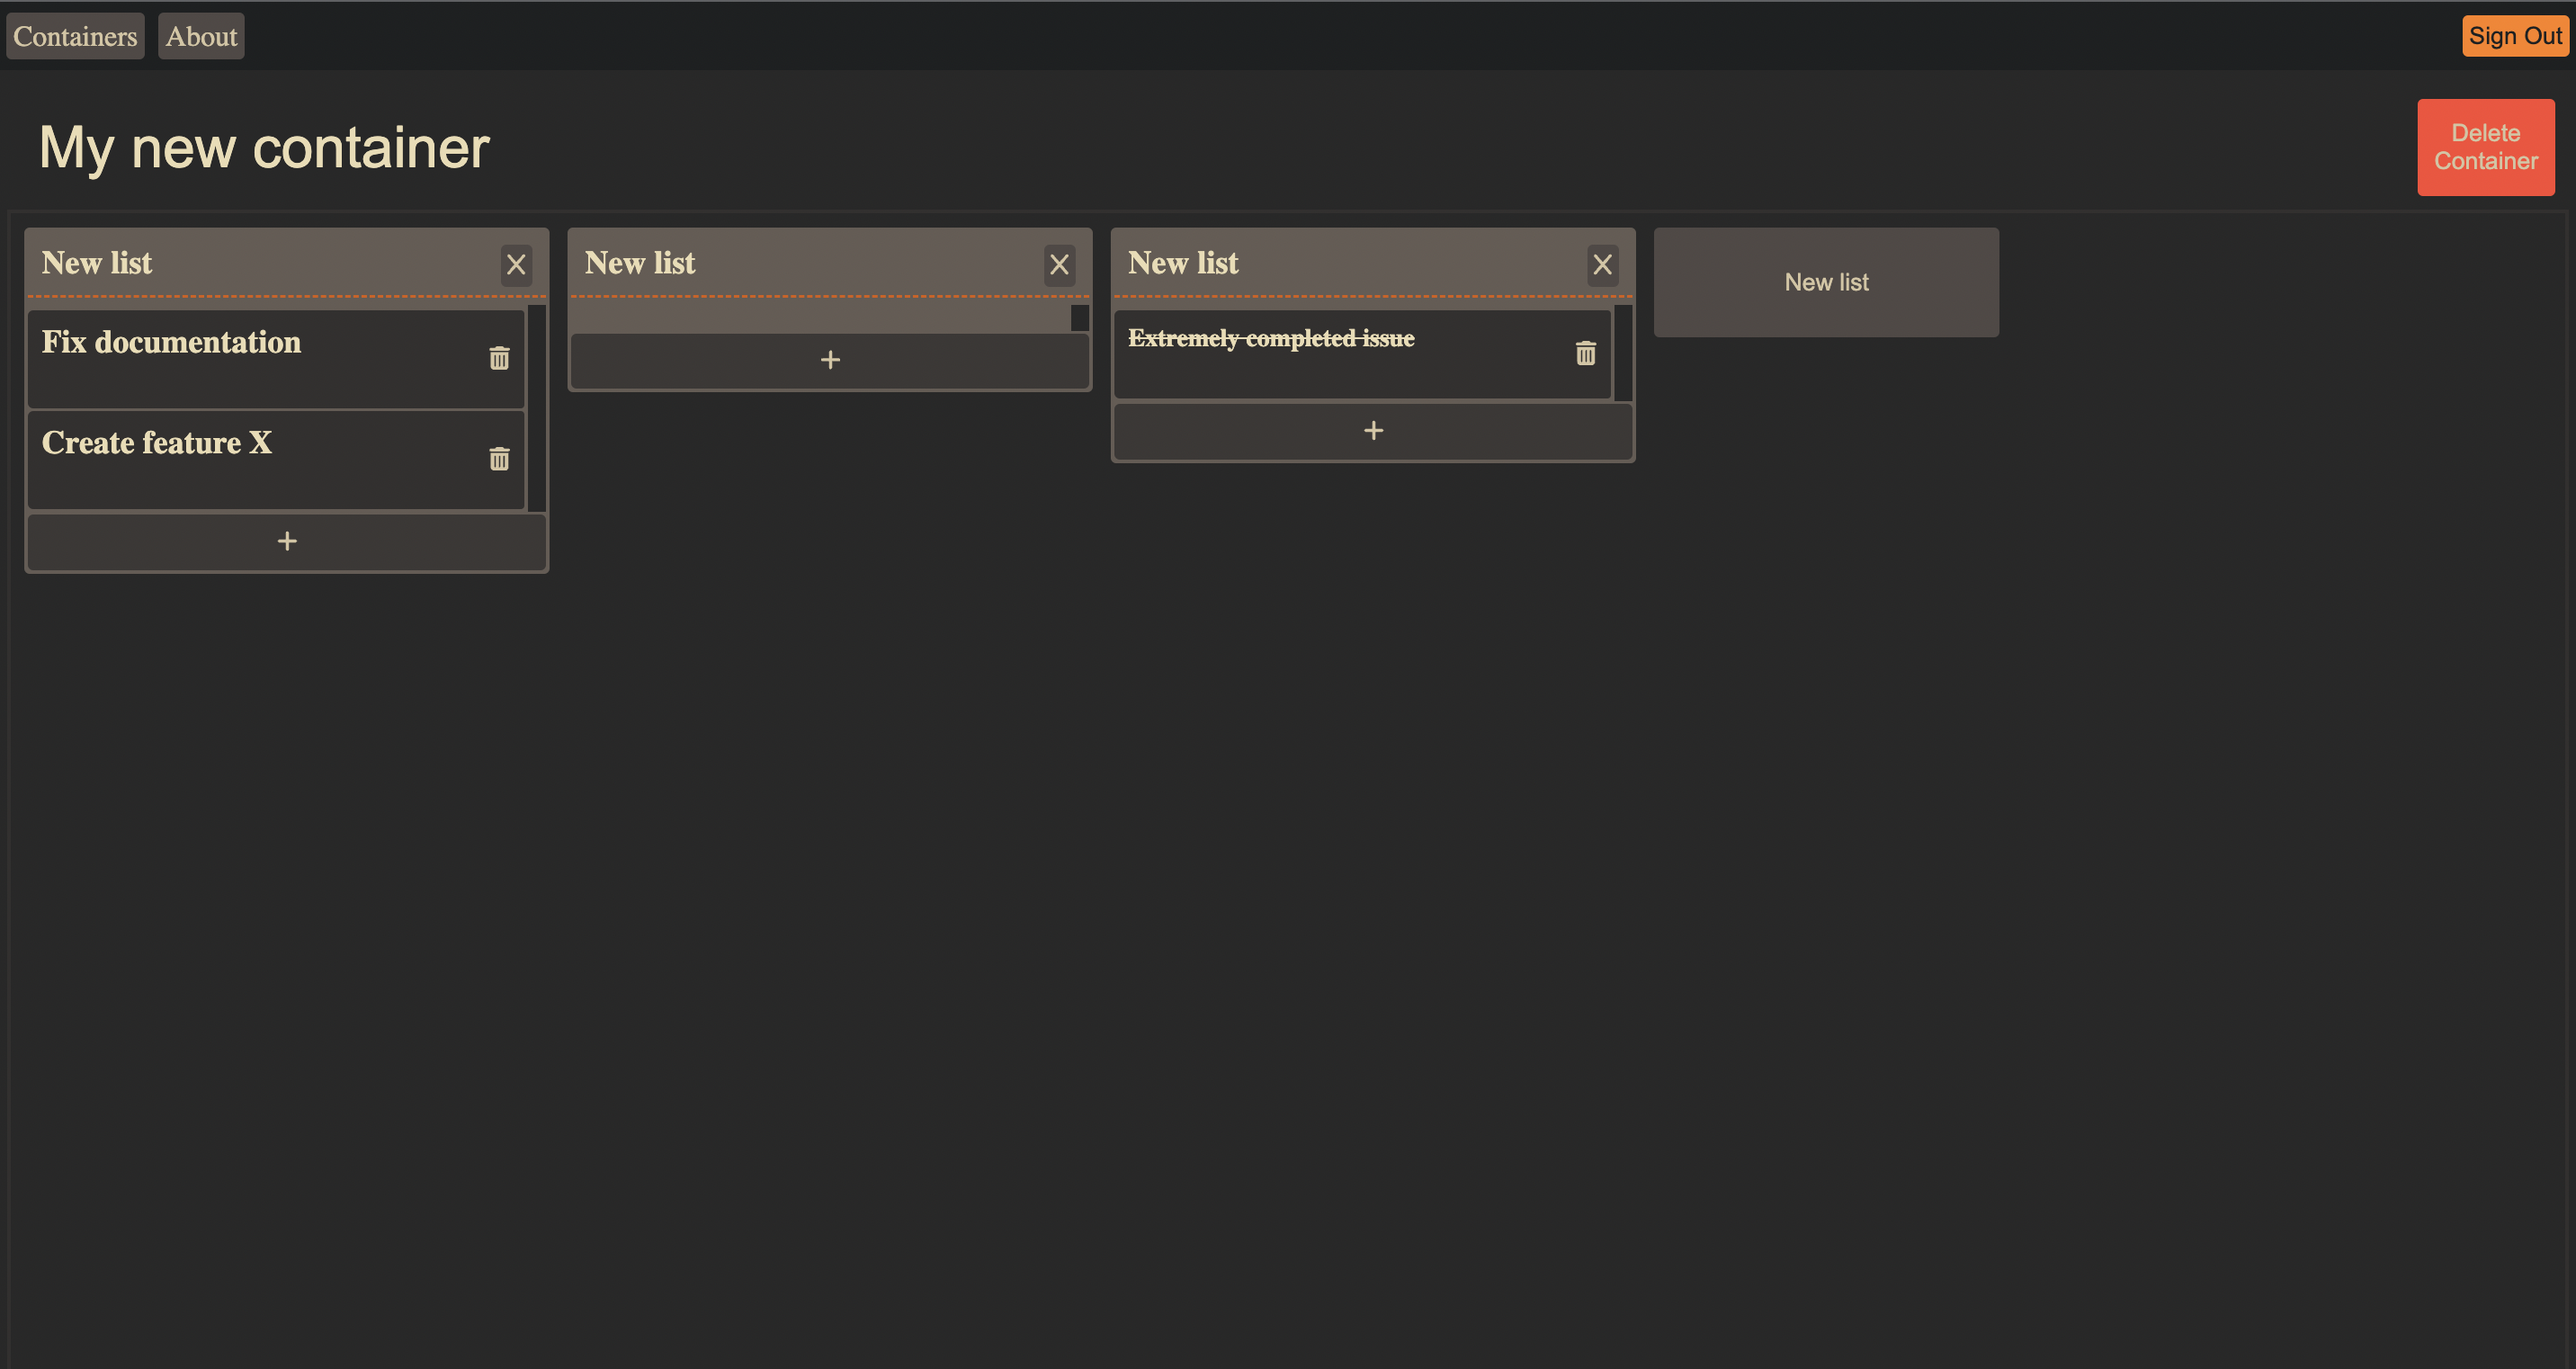 Containers About Sign Out
My new container
Delete
Container
New list X
Fix documentation
Create feature X
+
New list X
+
New list X
Extremely completed issue
+
New list